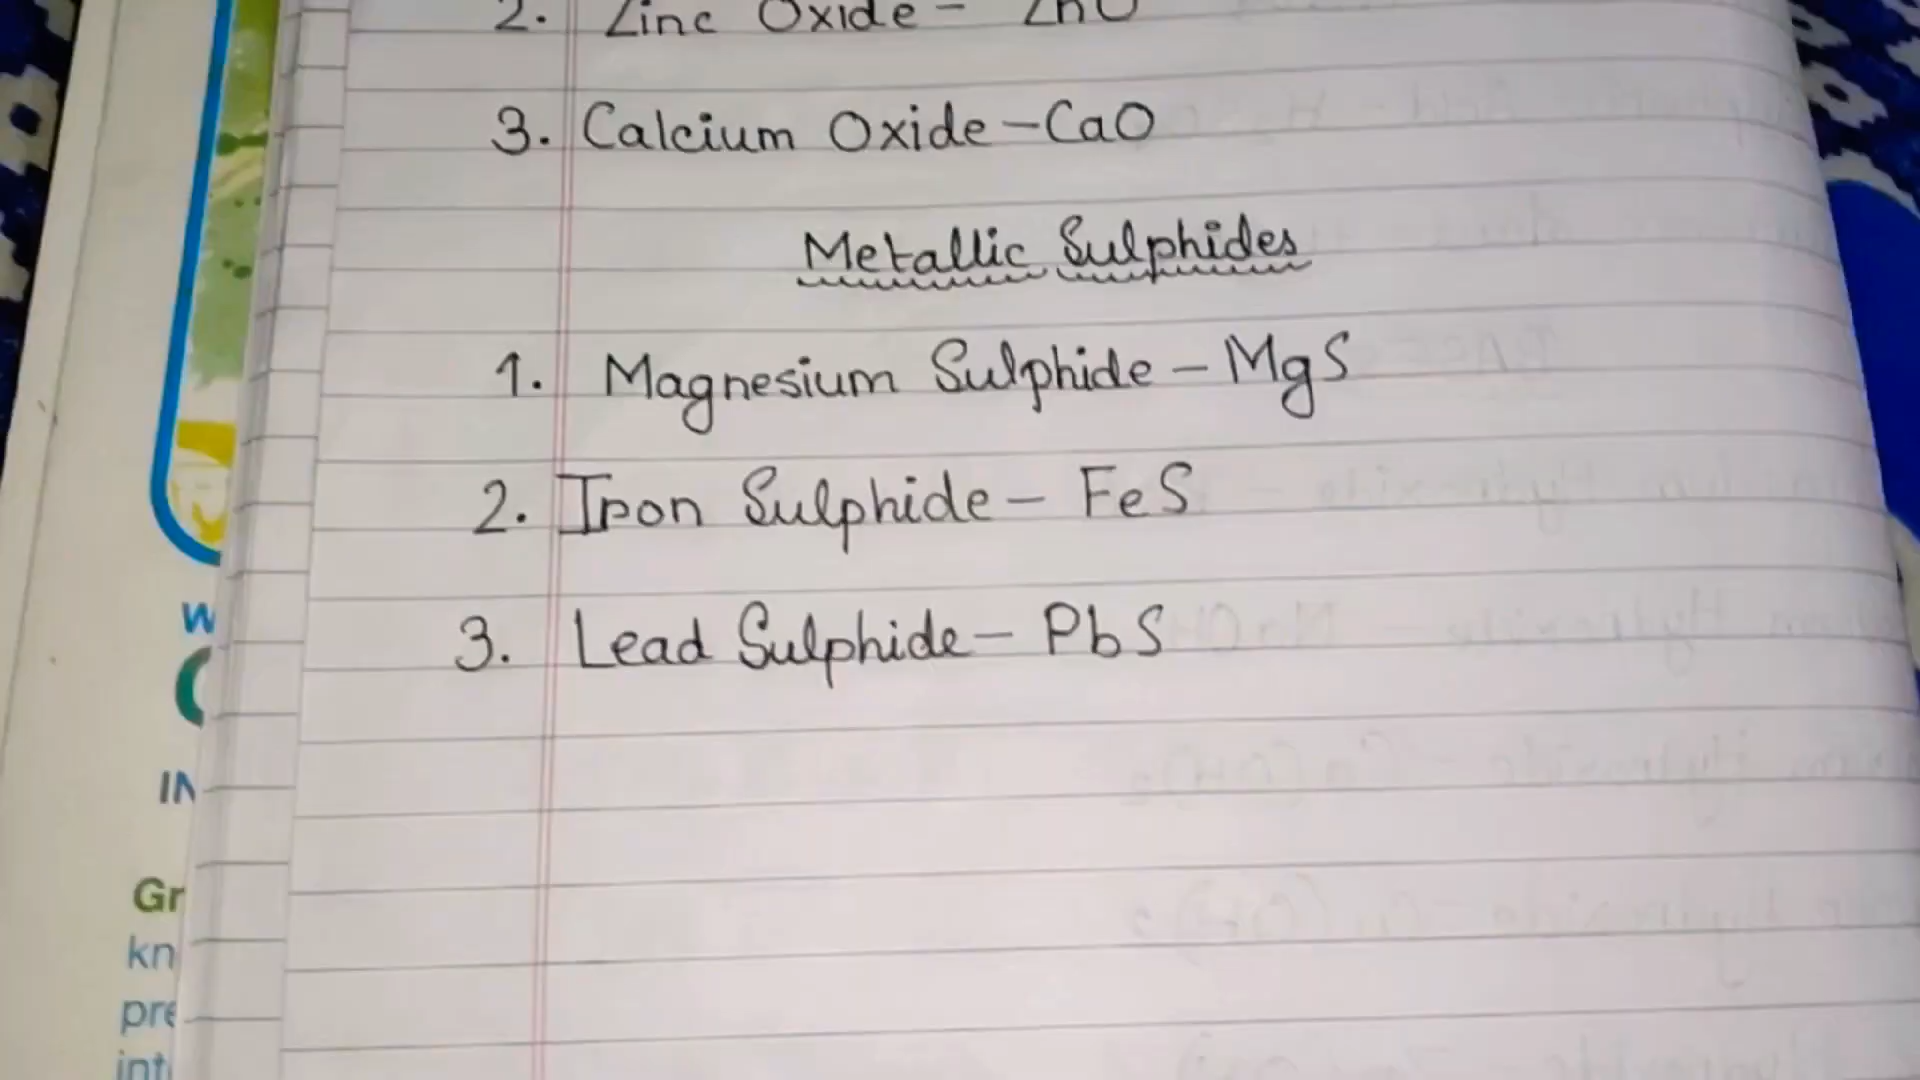 2. Zinc Oxide - ZnO
3. Calcium Oxide - CaO
Metallic Sulphides
1. Magnesium Sulphide - MgS
2. Iron Sulphide - FeS
3. Lead Sulphide - PbS
W
IN
Gr
kn
pre
int